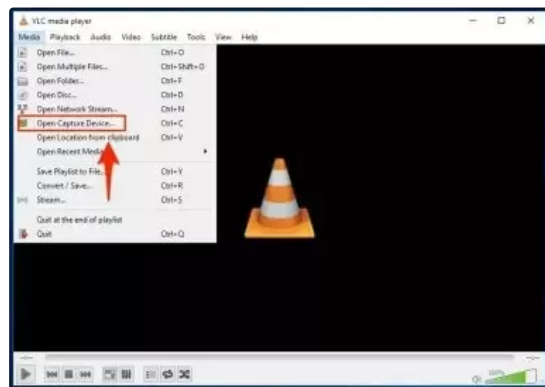 VLC media player
Media Playback Audio Video Subtitle Tools View Help
Open File... Ctrl+O
Open Multiple Files... Ctrl+Shift+O
Open Folder... Ctrl+F
Open Disc... Ctrl+D
Open Network Stream... Ctrl+N
Open Capture Device... Ctrl+C
Open Location from clipboard Ctrl+V
Open Recent Media
Save Playlist to File... Ctrl+Y
Convert / Save... Ctrl+R
Stream... Ctrl+S
Quit at the end of playlist
Quit Ctrl+Q